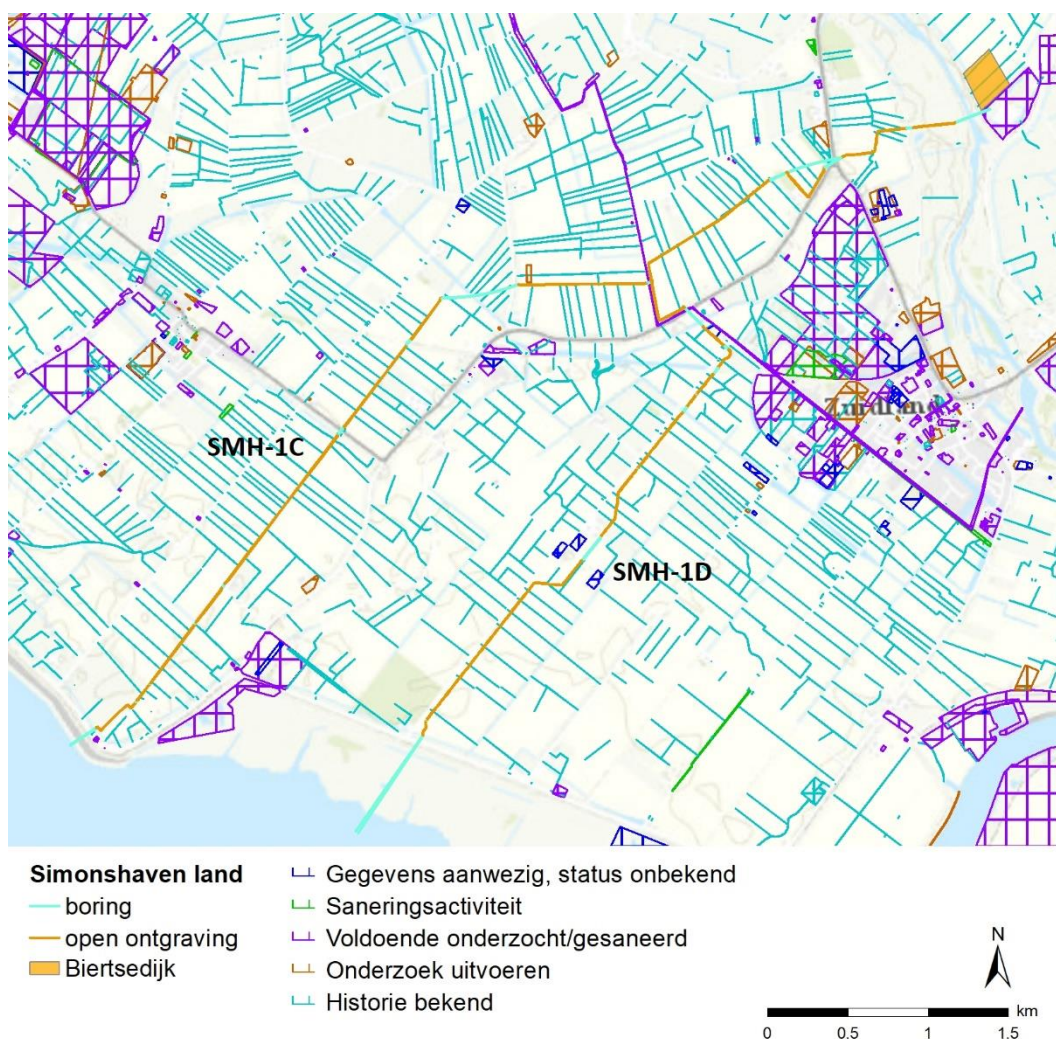 SMH-1C
SMH-1D
Simonshaven land
boring
open ontgraving
Biertsedijk
Gegevens aanwezig, status onbekend
Saneringsactiviteit
Voldoende onderzocht/gesaneerd
Onderzoek uitvoeren
Historie bekend
N
km
0 0.5 1 1.5